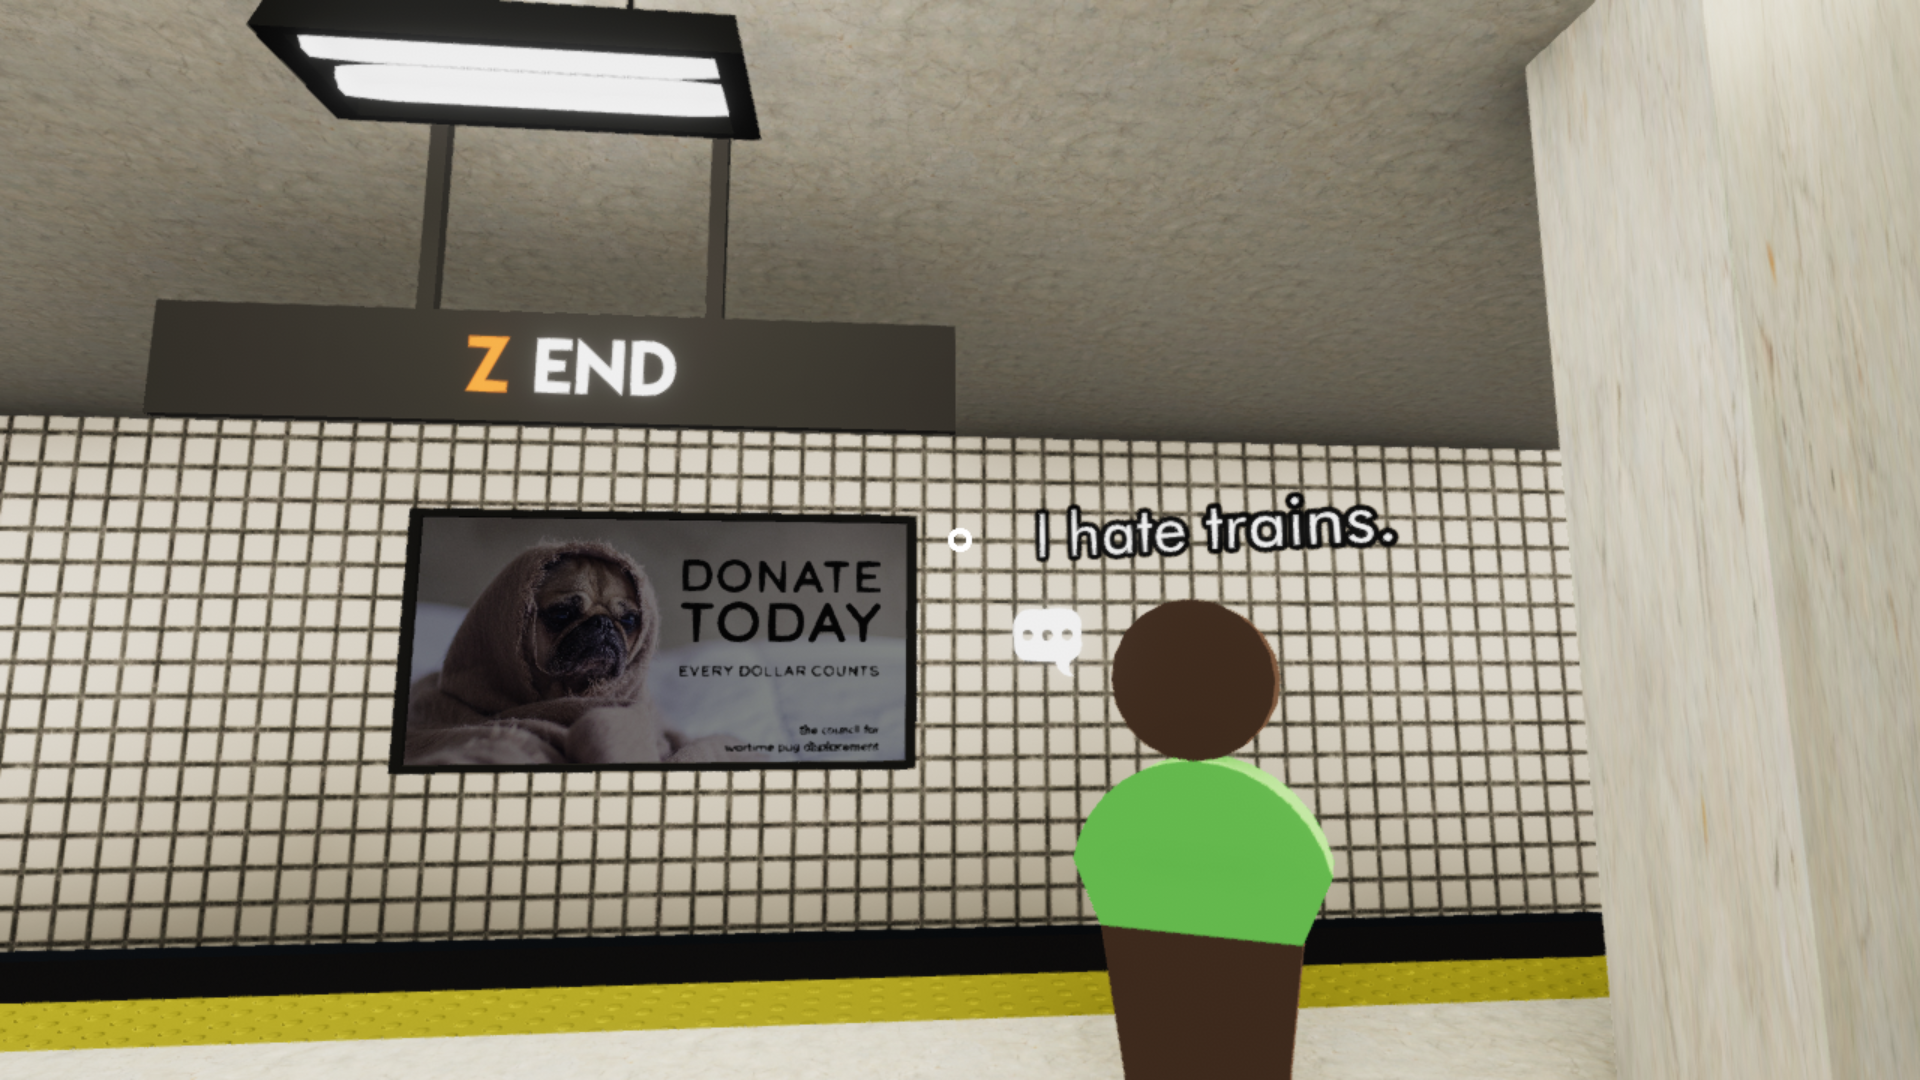 Z END
I hate trains.
DONATE
TODAY
EVERY DOLLAR COUNTS
the council for
wartime pug displacement